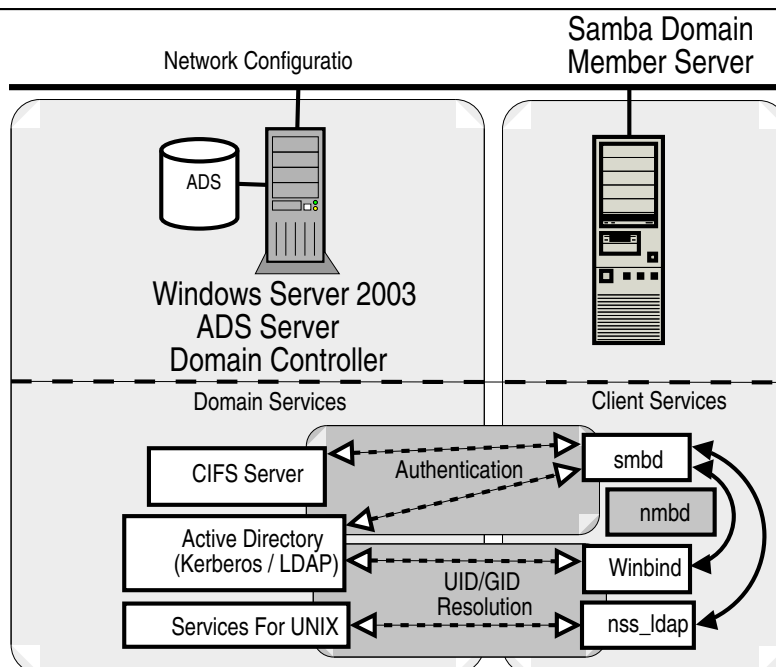 Network Configuratio
Samba Domain
Member Server
ADS
Windows Server 2003
ADS Server
Domain Controller
Domain Services
Client Services
CIFS Server
Authentication
smbd
nmbd
Active Directory
(Kerberos / LDAP)
UID/GID
Resolution
Winbind
Services For UNIX
nss_ldap